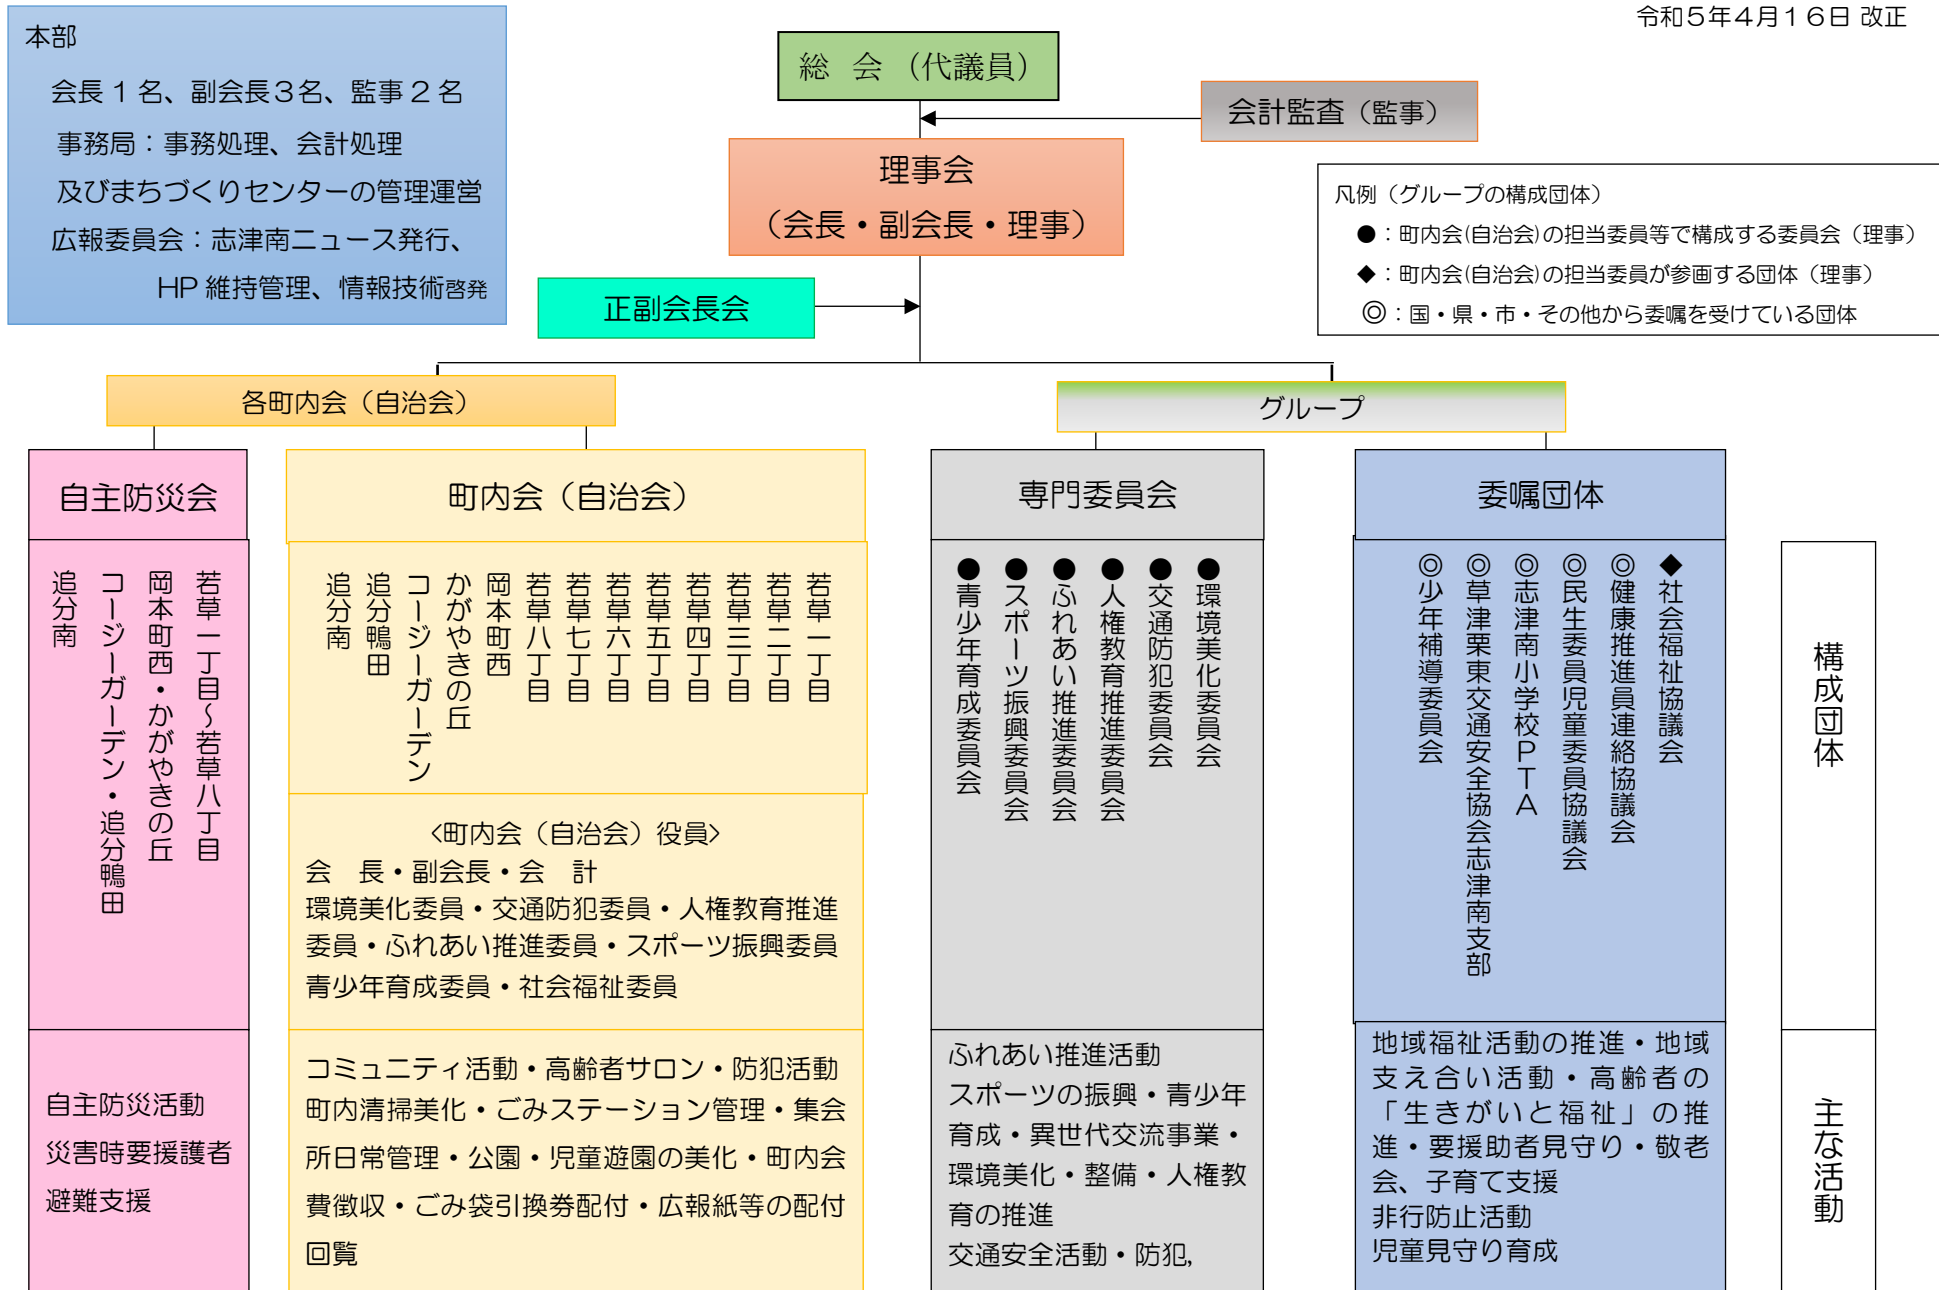 令和５年４月１６日 改正
本部
会長 1 名、副会長３名、監事 2 名
事務局：事務処理、会計処理
及びまちづくりセンターの管理運営
広報委員会：志津南ニュース発行、
HP 維持管理、情報技術啓発
総 会 （代議員）
会計監査（監事）
理事会
（会長・副会長・理事）
正副会長会
凡例（グループの構成団体）
●：町内会(自治会)の担当委員等で構成する委員会（理事）
◆：町内会(自治会)の担当委員が参画する団体（理事）
◎：国・県・市・その他から委嘱を受けている団体
各町内会（自治会）
グループ
自主防災会
若草一丁目～若草八丁目
岡本町西・かがやきの丘
コージーガーデン・追分鴨田
追分南
自主防災活動
災害時要援護者
避難支援
町内会（自治会）
若草一丁目
若草二丁目
若草三丁目
若草四丁目
若草五丁目
若草六丁目
若草七丁目
若草八丁目
岡本町西
かがやきの丘
コージーガーデン
追分鴨田
追分南
<町内会（自治会）役員>
会　長・副会長・会　計
環境美化委員・交通防犯委員・人権教育推進
委員・ふれあい推進委員・スポーツ振興委員
青少年育成委員・社会福祉委員
コミュニティ活動・高齢者サロン・防犯活動
町内清掃美化・ごみステーション管理・集会
所日常管理・公園・児童遊園の美化・町内会
費徴収・ごみ袋引換券配付・広報紙等の配付
回覧
専門委員会
●環境美化委員会
●交通防犯委員会
●人権教育推進委員会
●ふれあい推進委員会
●スポーツ振興委員会
●青少年育成委員会
ふれあい推進活動
スポーツの振興・青少年
育成・異世代交流事業・
環境美化・整備・人権教
育の推進
交通安全活動・防犯,
委嘱団体
◆社会福祉協議会
◎健康推進員連絡協議会
◎民生委員児童委員協議会
◎志津南小学校ＰＴＡ
◎草津栗東交通安全協会志津南支部
◎少年補導委員会
地域福祉活動の推進・地域
支え合い活動・高齢者の
「生きがいと福祉」の推
進・要援助者見守り・敬老
会、子育て支援
非行防止活動
児童見守り育成
構成団体
主な活動